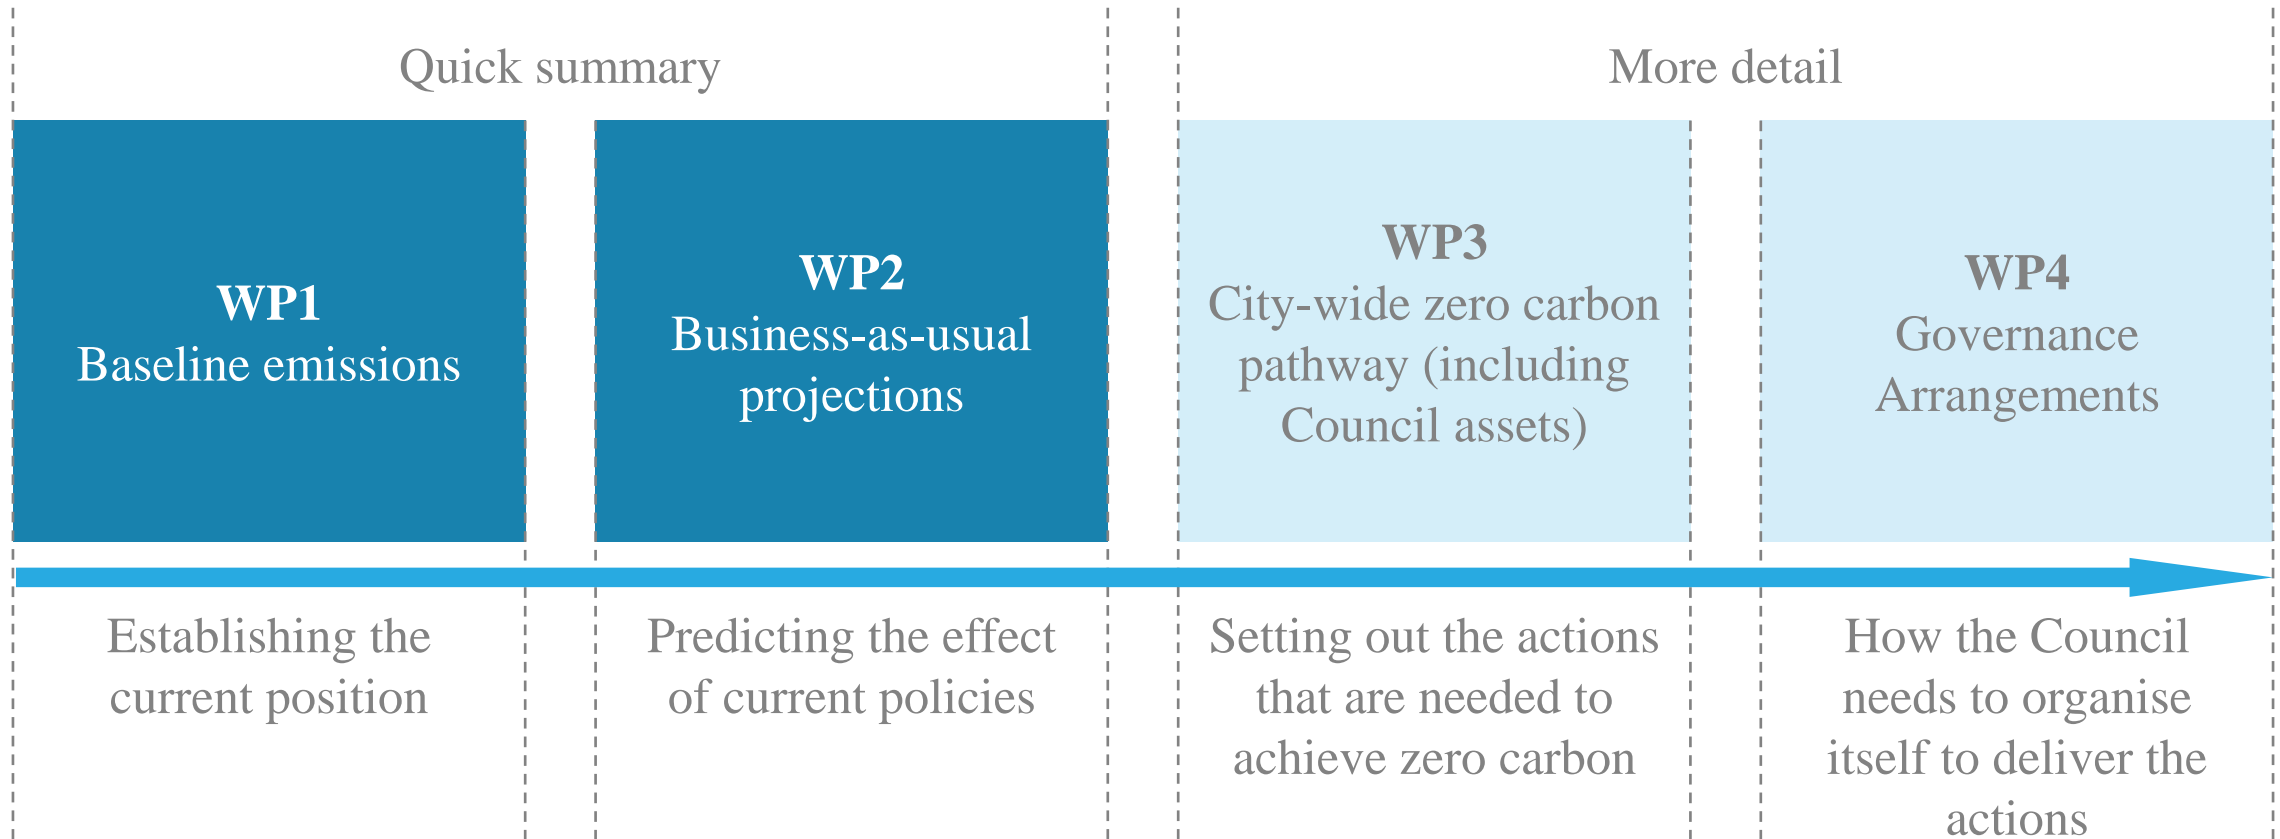 Quick summary
More detail
WP1
Baseline emissions
WP2
Business-as-usual
projections
WP3
City-wide zero carbon
pathway (including
Council assets)
WP4
Governance
Arrangements
Establishing the
current position
Predicting the effect
of current policies
Setting out the actions
that are needed to
achieve zero carbon
How the Council
needs to organise
itself to deliver the
actions